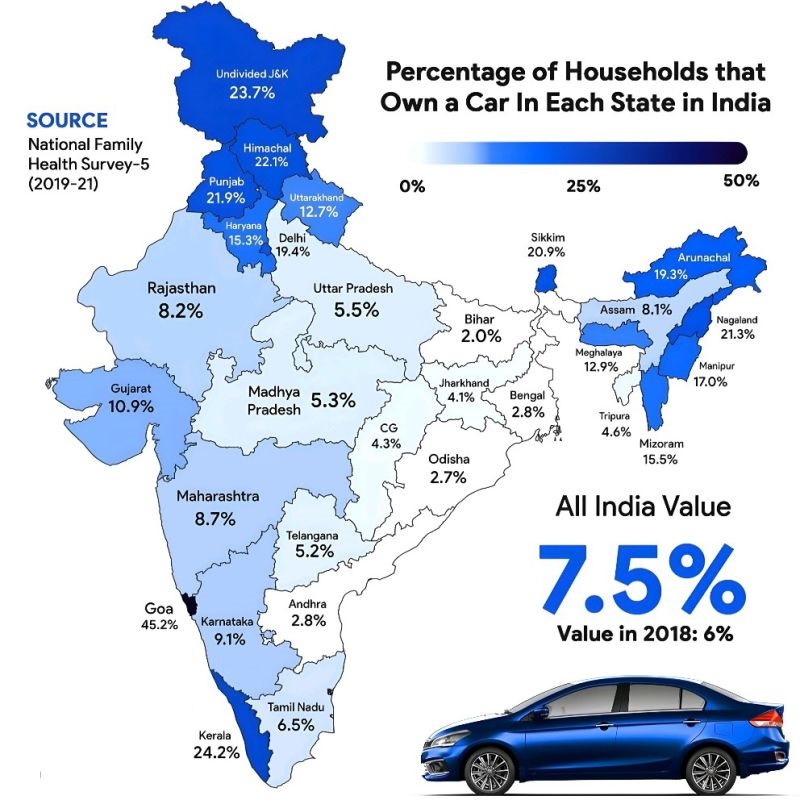 Percentage of Households that
Own a Car In Each State in India
0%
25%
50%
SOURCE
National Family
Health Survey-5
(2019-21)
Undivided J&K
23.7%
Himachal
22.1%
Punjab
21.9%
Uttarakhand
12.7%
Haryana
15.3%
Delhi
19.4%
Rajasthan
8.2%
Uttar Pradesh
5.5%
Bihar
2.0%
Sikkim
20.9%
Arunachal
19.3%
Assam 8.1%
Nagaland
21.3%
Meghalaya
12.9%
Manipur
17.0%
Tripura
4.6%
Mizoram
15.5%
Gujarat
10.9%
Madhya
Pradesh
5.3%
Jharkhand
4.1%
Bengal
2.8%
CG
4.3%
Odisha
2.7%
Maharashtra
8.7%
Telangana
5.2%
Goa
45.2%
Karnataka
9.1%
Andhra
2.8%
Kerala
24.2%
Tamil Nadu
6.5%
All India Value
7.5%
Value in 2018: 6%